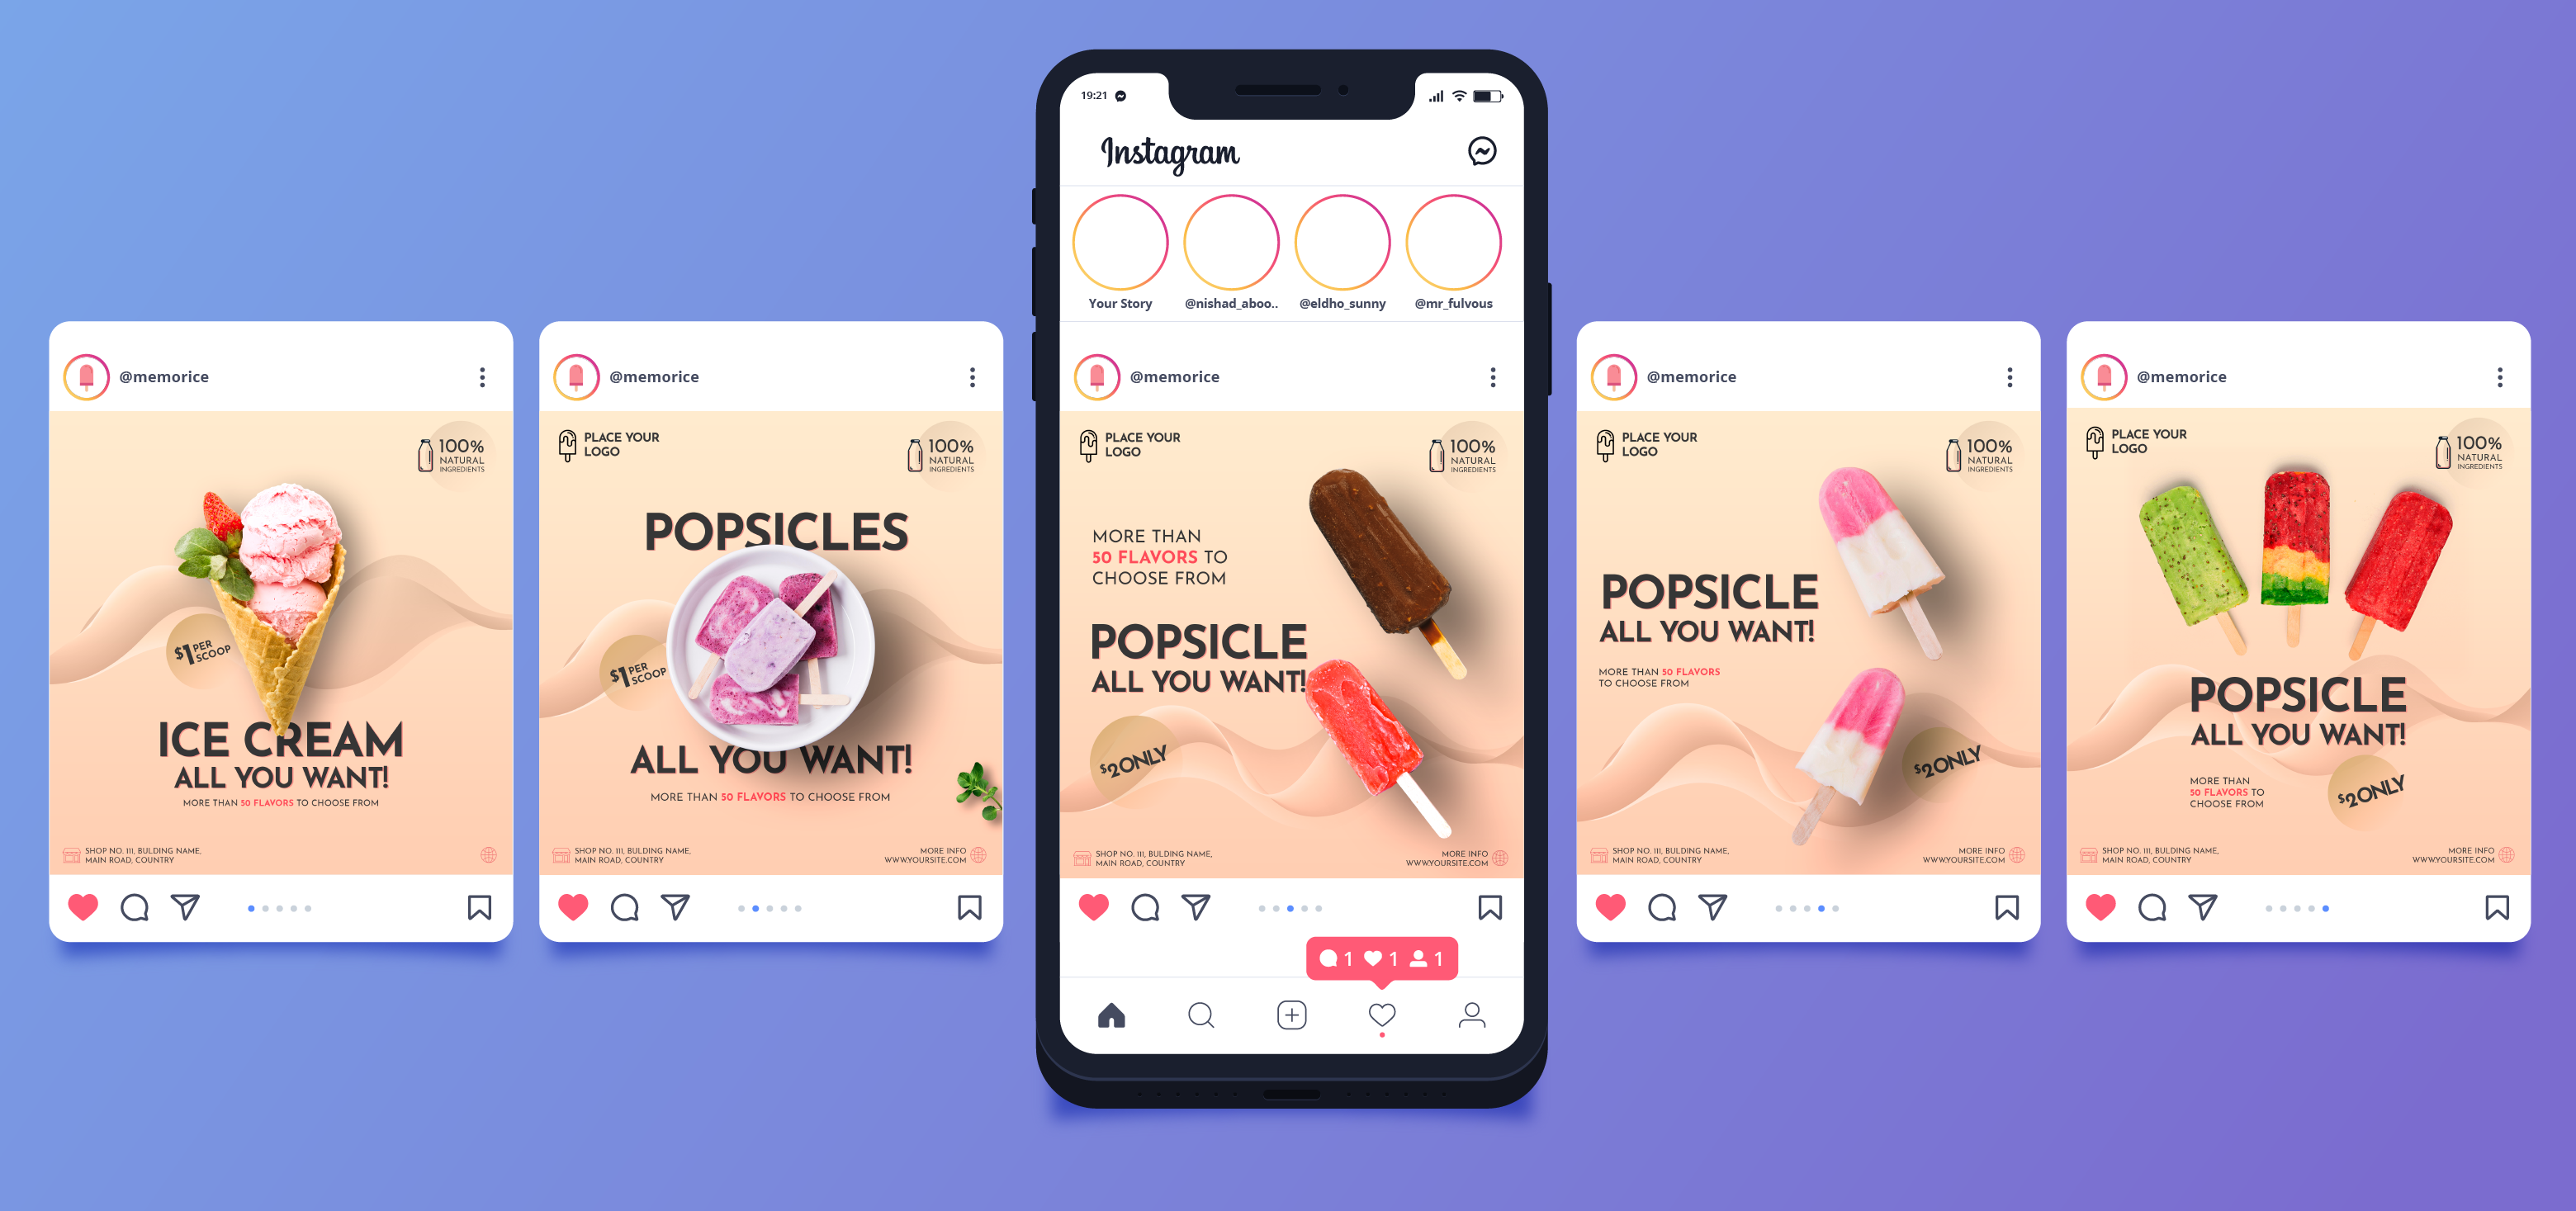 @memorice
100%
NATURAL
INGREDIENTS
$1 PER
SCOOP
ICE CREAM
ALL YOU WANT!
MORE THAN 50 FLAVORS TO CHOOSE FROM
SHOP NO. 111, BULDING NAME,
MAIN ROAD, COUNTRY
@memorice
PLACE YOUR
LOGO
100%
NATURAL
INGREDIENTS
POPSICLES
$1 PER
SCOOP
ALL YOU WANT!
MORE THAN 50 FLAVORS TO CHOOSE FROM
SHOP NO. 111, BULDING NAME,
MAIN ROAD, COUNTRY
MORE INFO
WWW.YOURSITE.COM
19:21
Instagram
Your Story
@nishad_aboo..
@eldho_sunny
@mr_fulvous
@memorice
PLACE YOUR
LOGO
100%
NATURAL
INGREDIENTS
MORE THAN
50 FLAVORS TO
CHOOSE FROM
POPSICLE
ALL YOU WANT!
$2ONLY
SHOP NO. 111, BULDING NAME,
MAIN ROAD, COUNTRY
MORE INFO
WWW.YOURSITE.COM
1 1 1
@memorice
PLACE YOUR
LOGO
100%
NATURAL
INGREDIENTS
POPSICLE
ALL YOU WANT!
MORE THAN 50 FLAVORS
TO CHOOSE FROM
$2ONLY
SHOP NO. 111, BULDING NAME,
MAIN ROAD, COUNTRY
MORE INFO
WWW.YOURSITE.COM
@memorice
PLACE YOUR
LOGO
100%
NATURAL
INGREDIENTS
POPSICLE
ALL YOU WANT!
MORE THAN
50 FLAVORS TO
CHOOSE FROM
$2ONLY
SHOP NO. 111, BULDING NAME,
MAIN ROAD, COUNTRY
MORE INFO
WWW.YOURSITE.COM